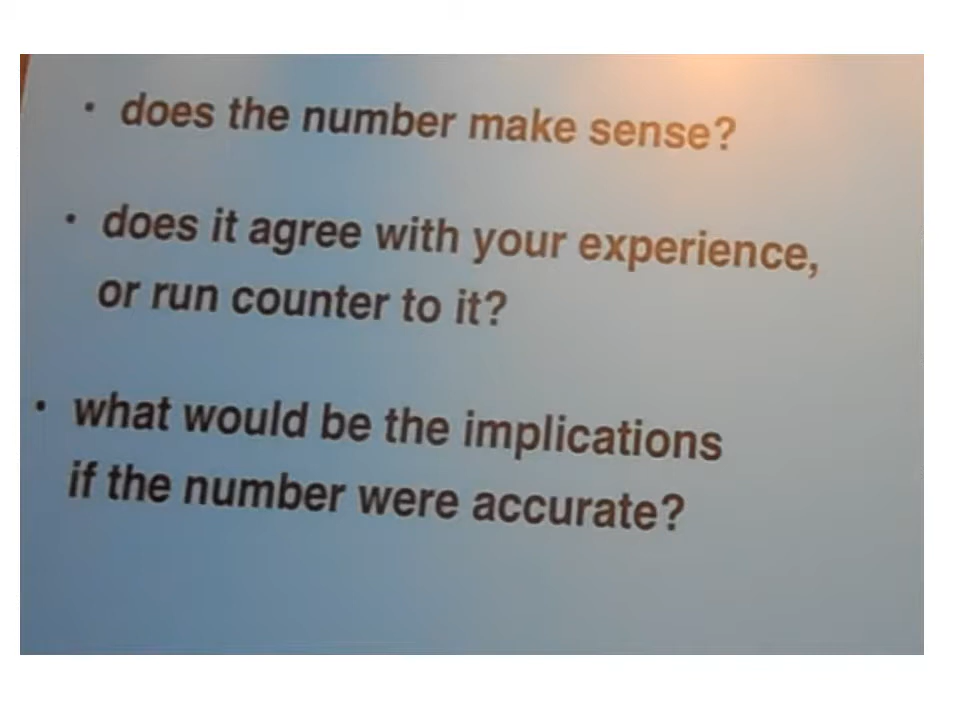 • does the number make sense?
• does it agree with your experience,
or run counter to it?
• what would be the implications
if the number were accurate?